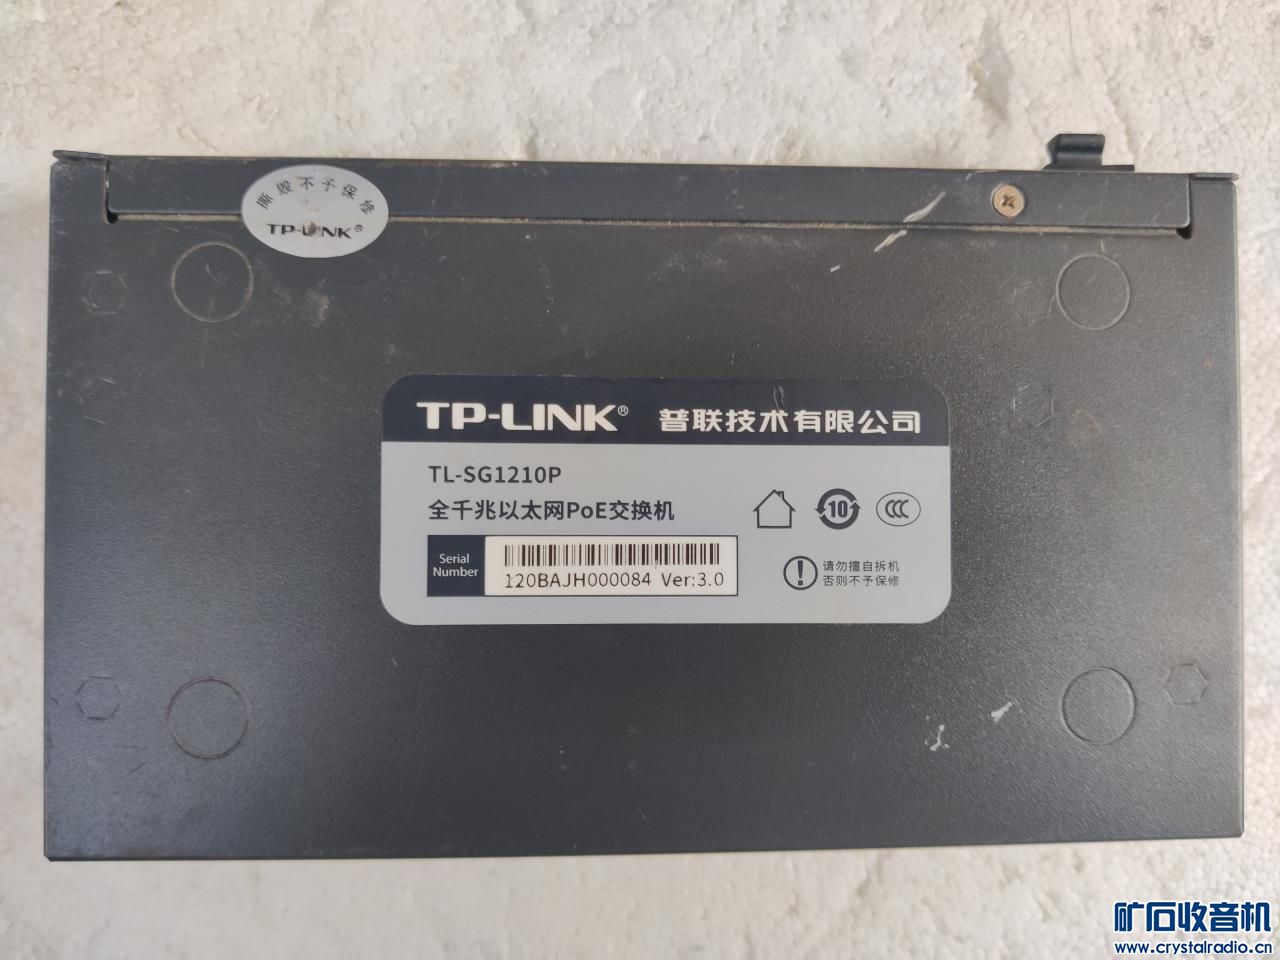 撕毁不予保修
TP-LINK®
TP-LINK® 普联技术有限公司
TL-SG1210P
全千兆以太网PoE交换机
10
CCC
Serial
Number
120BAJH000084 Ver:3.0
请勿擅自拆机
否则不予保修
矿石收音机
www.crystalradio.cn